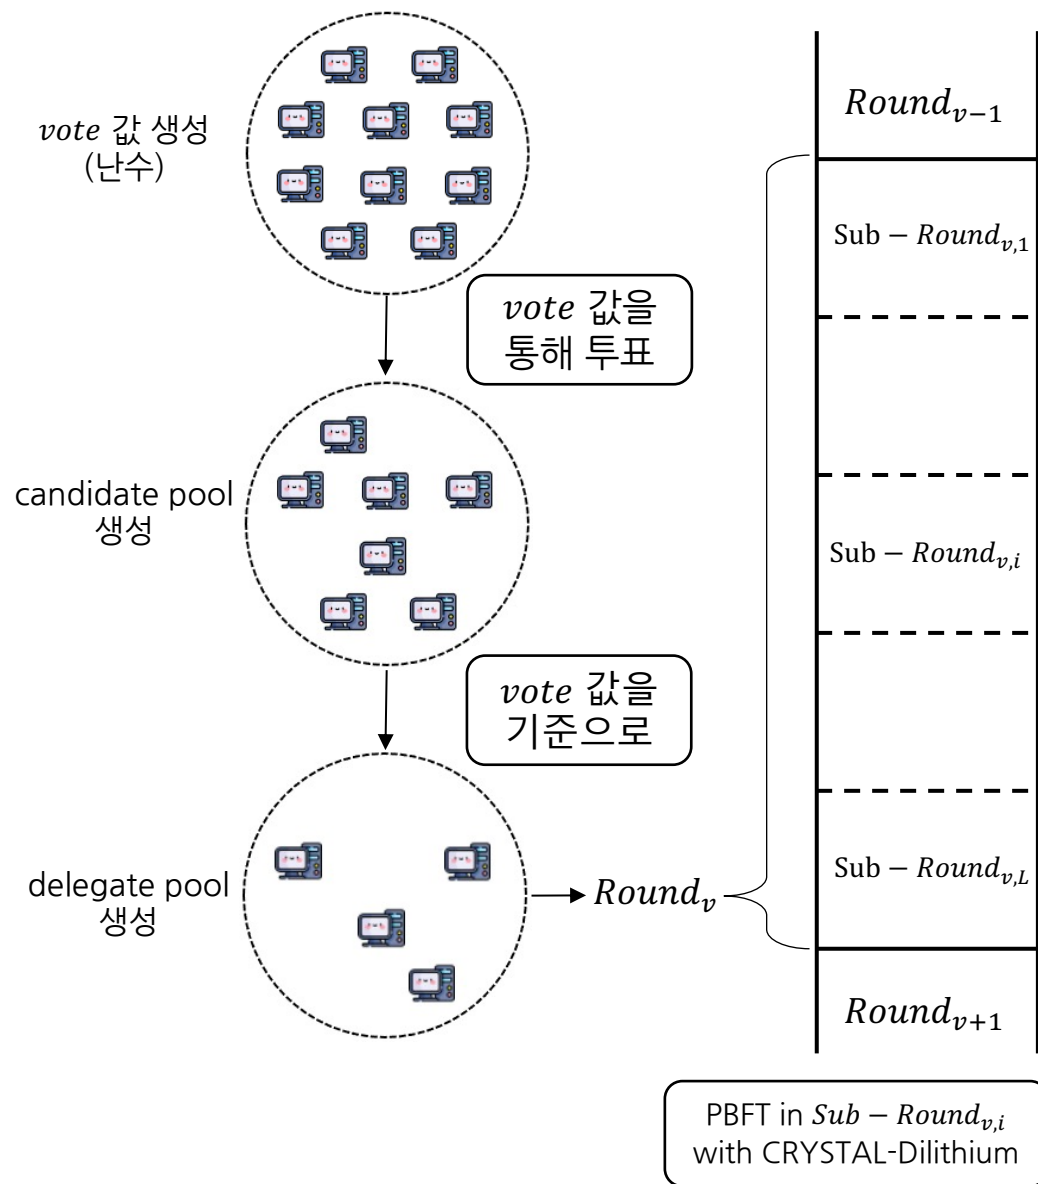 vote 값 생성
(난수)
vote 값을
통해 투표
candidate pool
생성
vote 값을
기준으로
delegate pool
생성
Round_v
Round_{v−1}
Sub − Round_{v,1}
Sub − Round_{v,i}
Sub − Round_{v,L}
Round_{v+1}
PBFT in Sub − Round_{v,i}
with CRYSTAL-Dilithium